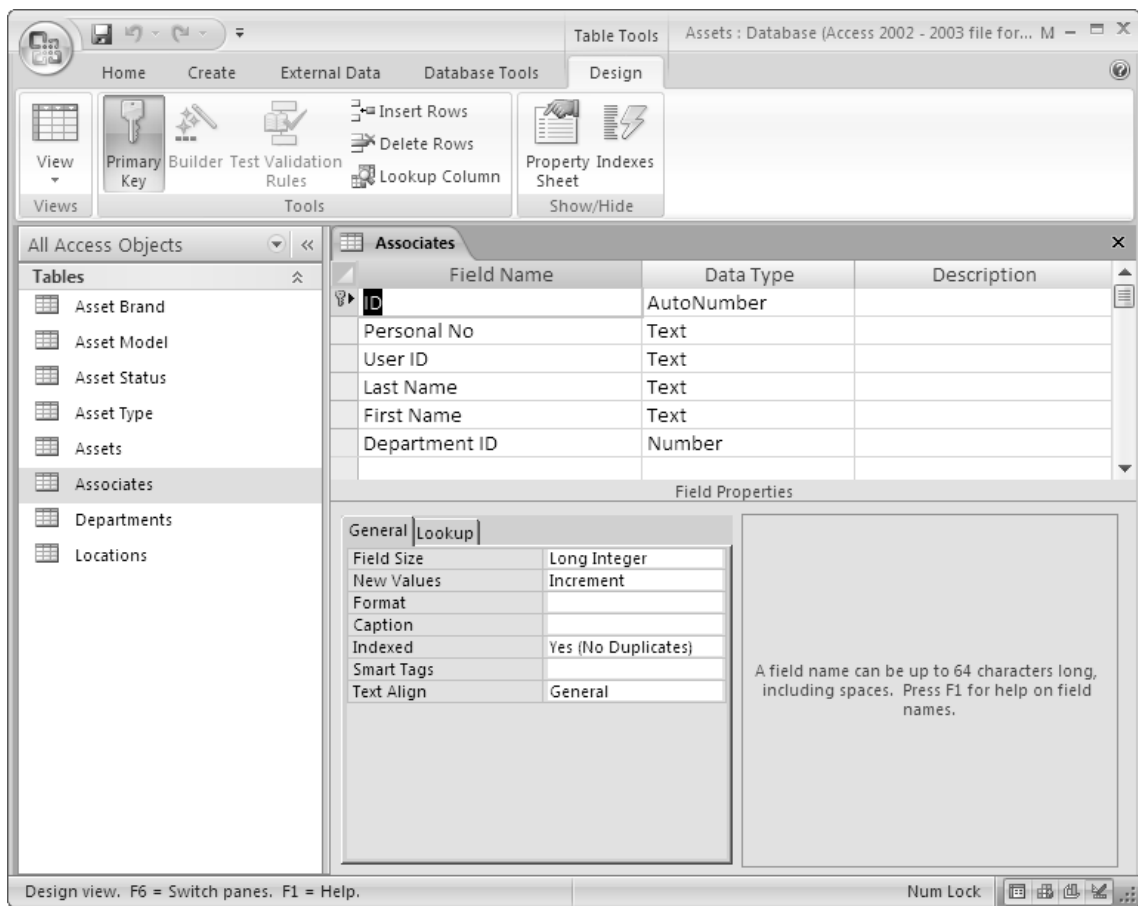 Table Tools
Assets : Database (Access 2002 - 2003 file for... M
Home Create External Data Database Tools Design
Insert Rows
Delete Rows
Lookup Column
View
Primary Key
Builder
Test Validation Rules
Property Sheet
Indexes
Views
Tools
Show/Hide
All Access Objects
Tables
Asset Brand
Asset Model
Asset Status
Asset Type
Assets
Associates
Departments
Locations
Associates
Field Name Data Type Description
ID AutoNumber
Personal No Text
User ID Text
Last Name Text
First Name Text
Department ID Number
Field Properties
General Lookup
Field Size Long Integer
New Values Increment
Format
Caption
Indexed Yes (No Duplicates)
Smart Tags
Text Align General
A field name can be up to 64 characters long,
including spaces. Press F1 for help on field
names.
Design view. F6 = Switch panes. F1 = Help.
Num Lock